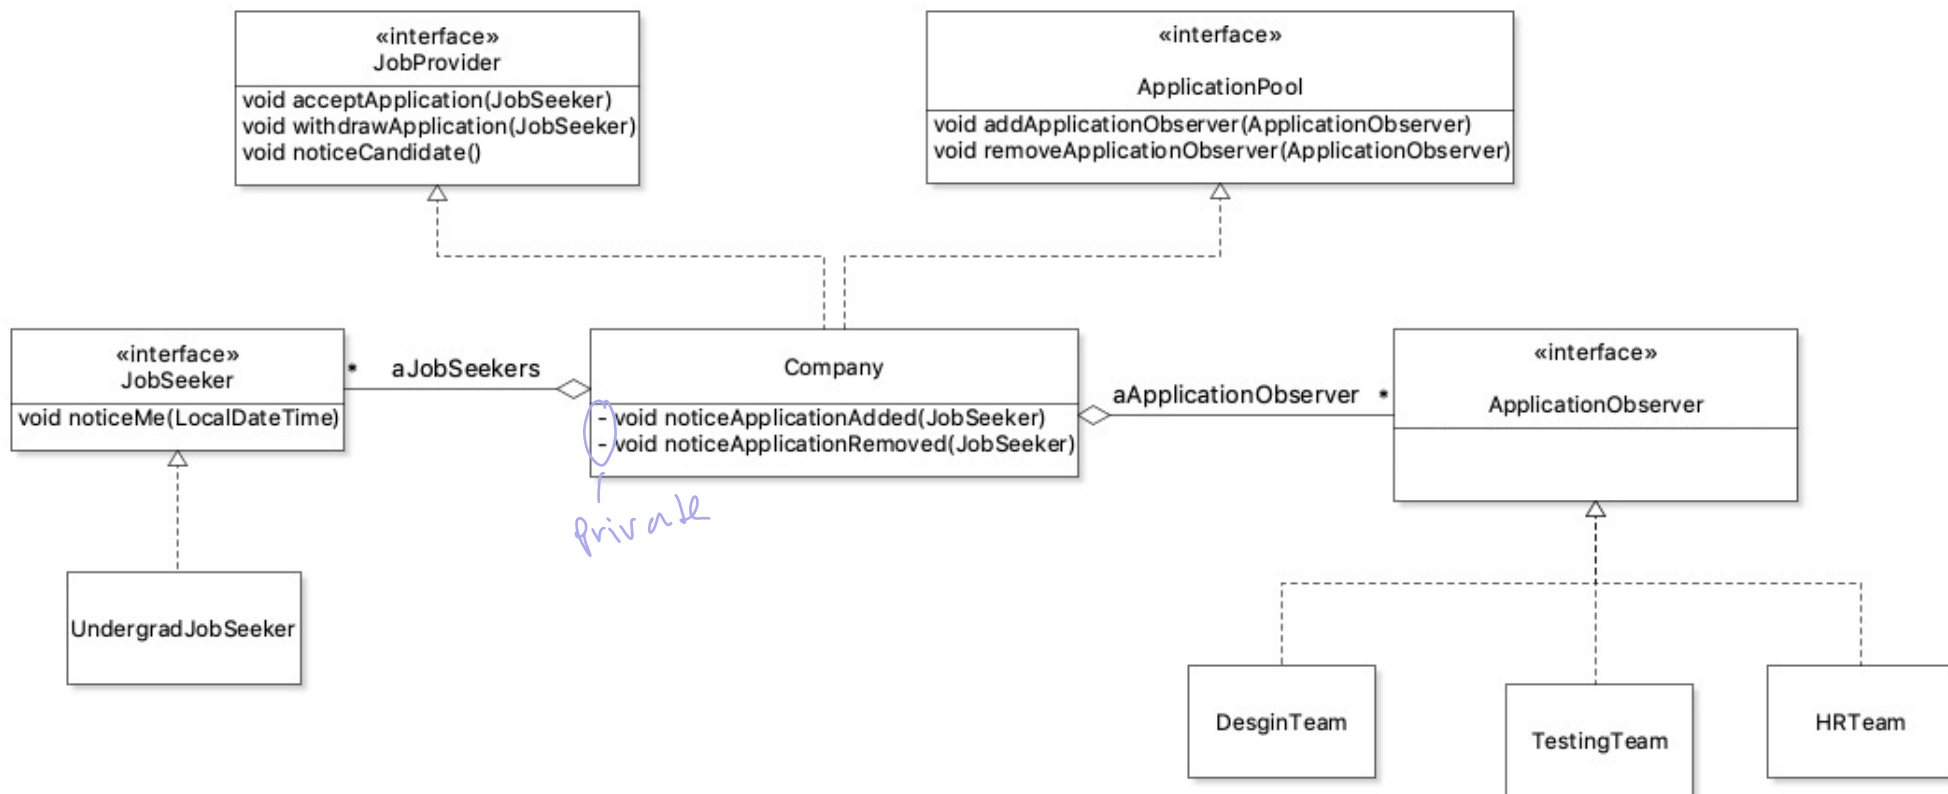 «interface»
JobProvider
void acceptApplication(JobSeeker)
void withdrawApplication(JobSeeker)
void noticeCandidate()
«interface»
ApplicationPool
void addApplicationObserver(ApplicationObserver)
void removeApplicationObserver(ApplicationObserver)
«interface»
JobSeeker
void noticeMe(LocalDateTime)
* aJobSeekers
Company
- void noticeApplicationAdded(JobSeeker)
- void noticeApplicationRemoved(JobSeeker)
private
aApplicationObserver *
«interface»
ApplicationObserver
UndergradJobSeeker
DesginTeam
TestingTeam
HRTeam